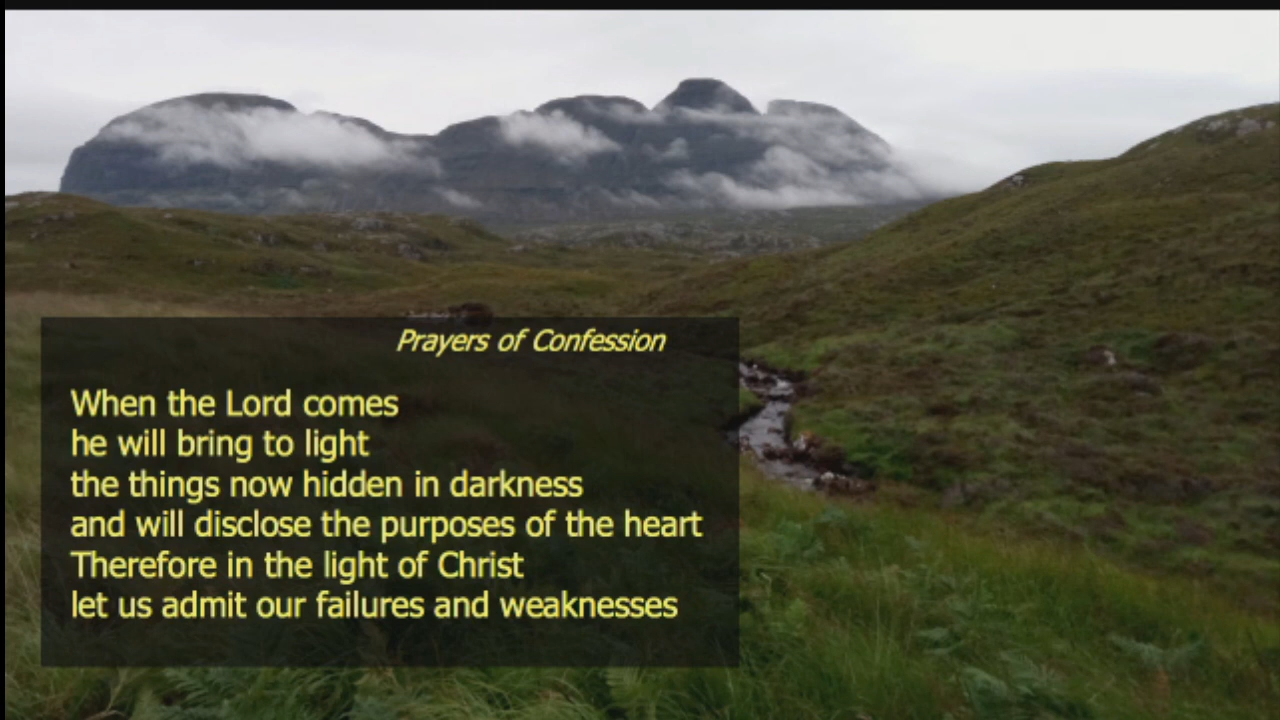 Prayers of Confession
When the Lord comes
he will bring to light
the things now hidden in darkness
and will disclose the purposes of the heart
Therefore in the light of Christ
let us admit our failures and weaknesses